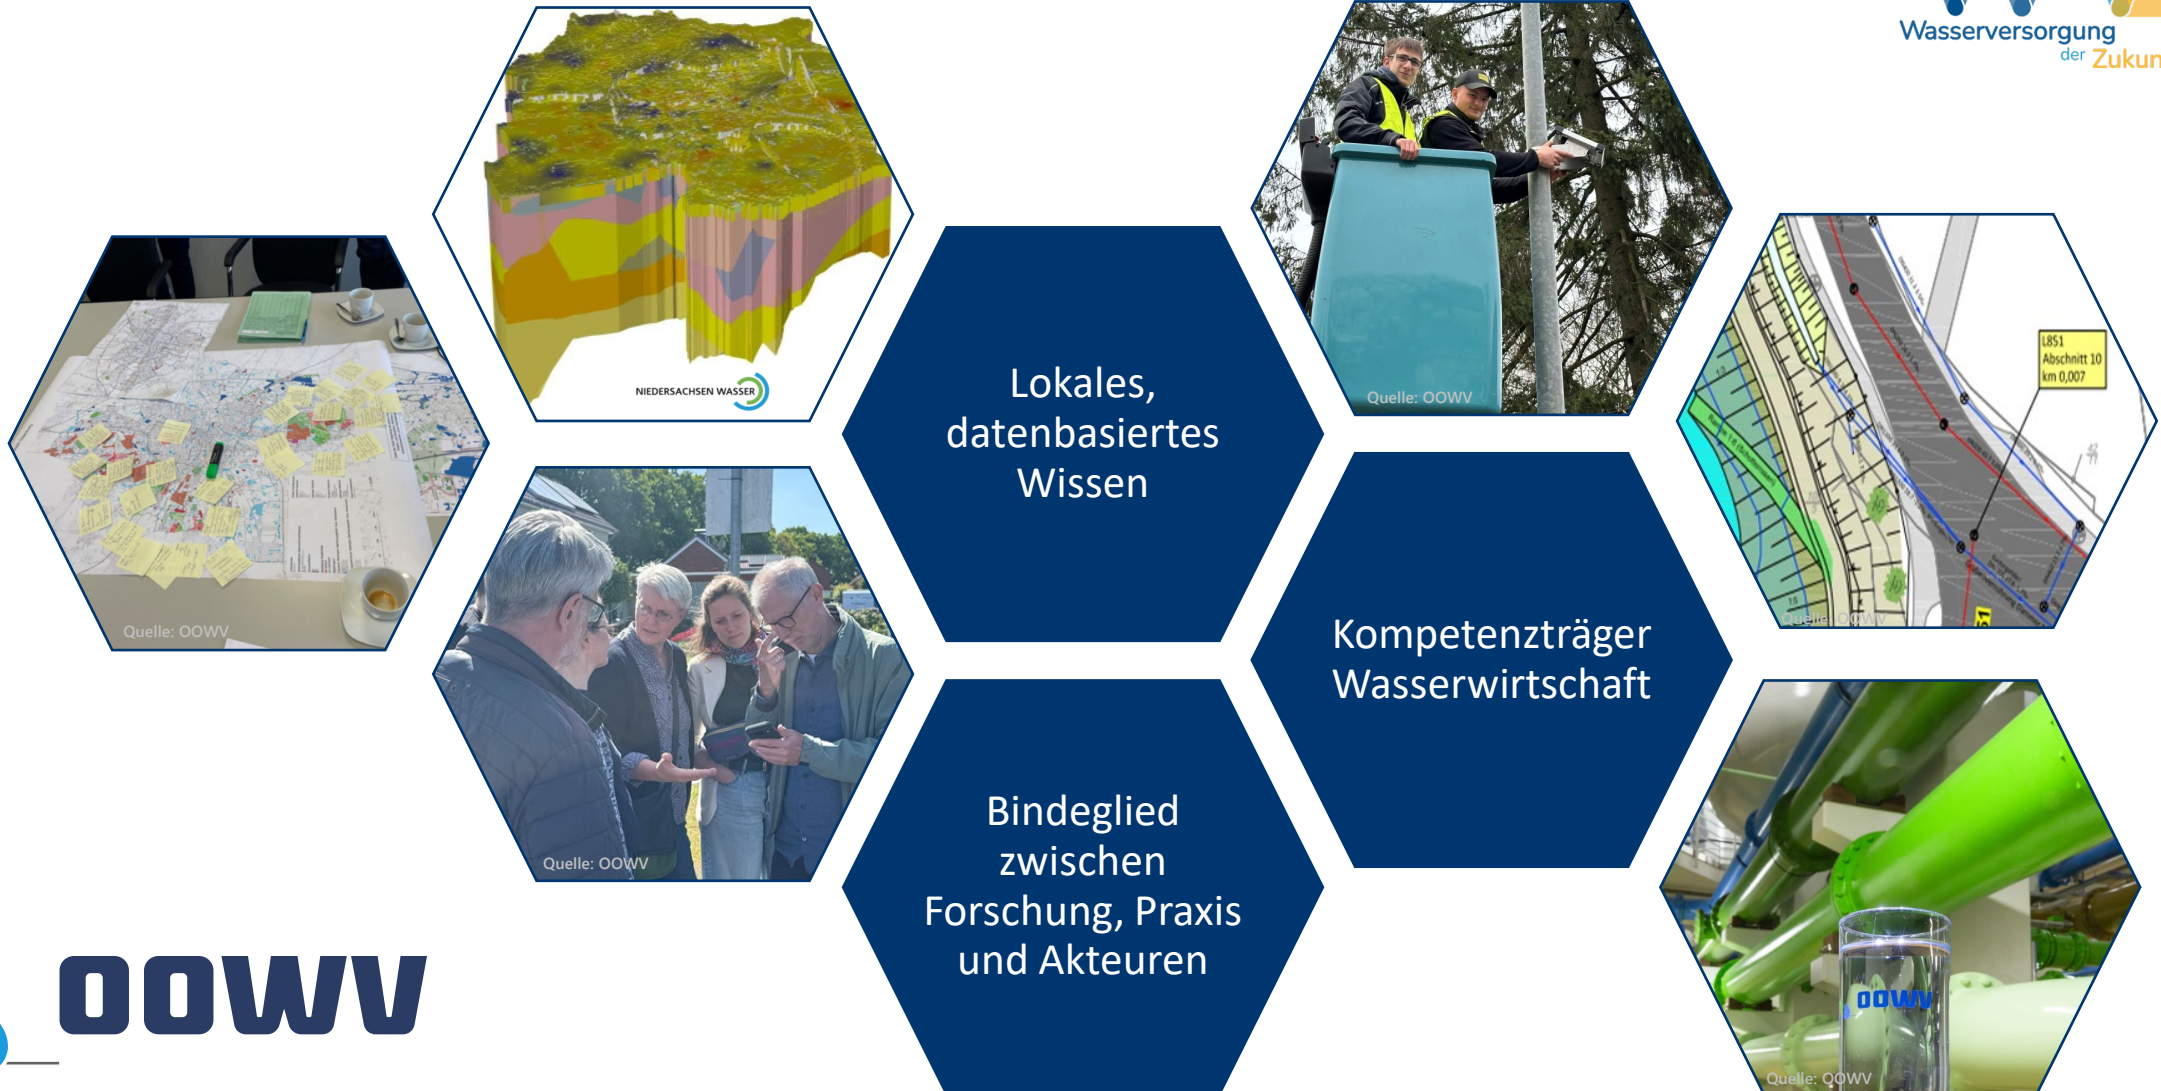 Wasserversorgung
der Zukun
NIEDERSACHSEN WASSER
Lokales,
datenbasiertes
Wissen
Quelle: OOWV
L851
Abschnitt 10
km 0,007
Quelle: OOWV
Quelle: OOWV
Kompetenzträger
Wasserwirtschaft
Quelle: OOWV
Bindeglied
zwischen
Forschung, Praxis
und Akteuren
OOWV
OOWV
Quelle: OOWV